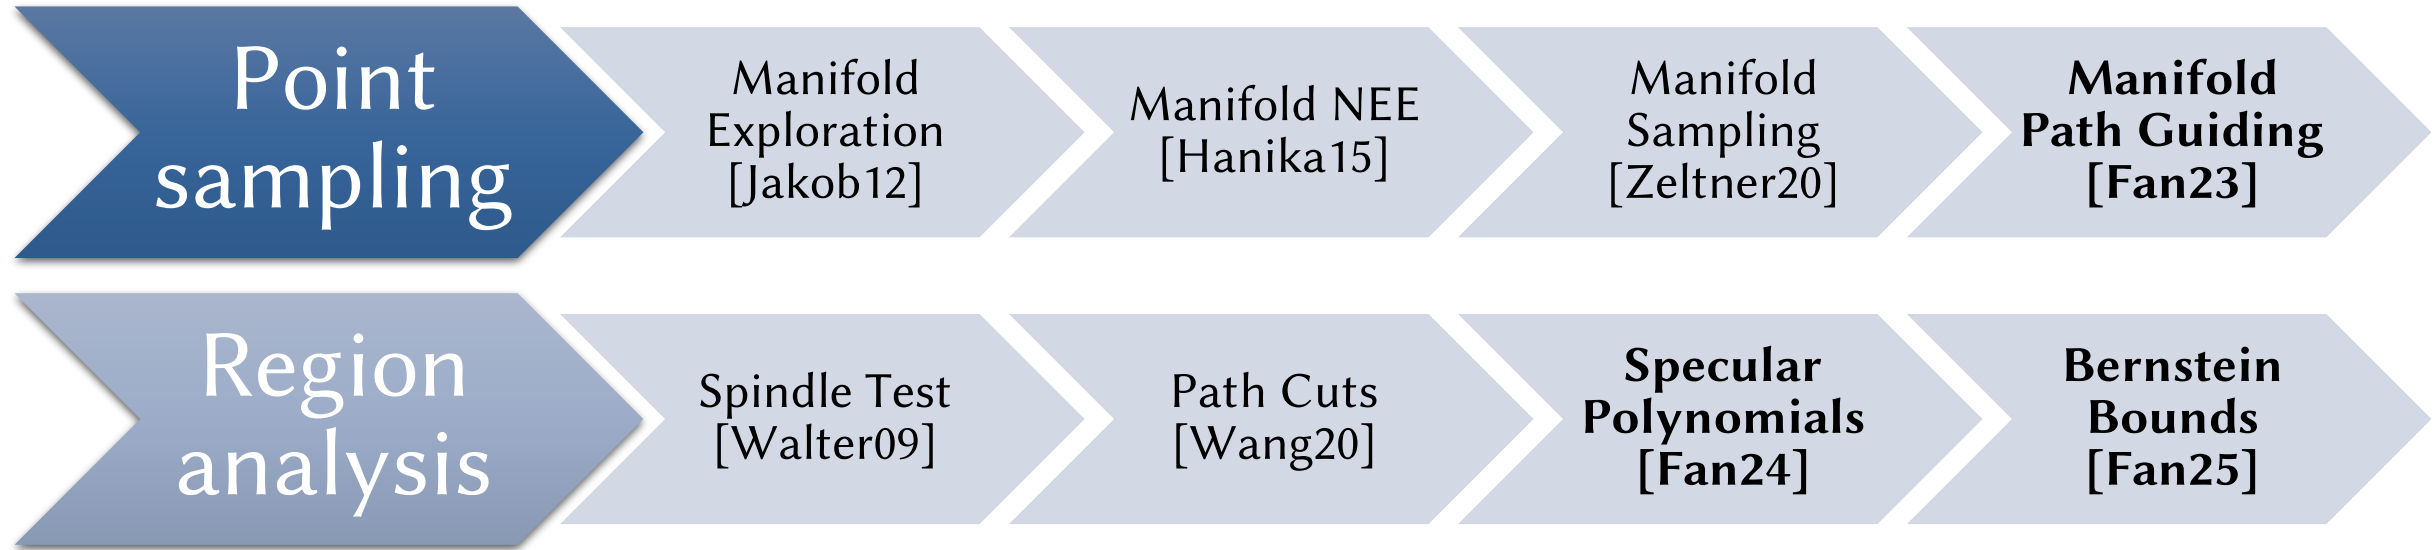 Point
sampling
Manifold
Exploration
[Jakob12]
Manifold NEE
[Hanika15]
Manifold
Sampling
[Zeltner20]
Manifold
Path Guiding
[Fan23]
Region
analysis
Spindle Test
[Walter09]
Path Cuts
[Wang20]
Specular
Polynomials
[Fan24]
Bernstein
Bounds
[Fan25]